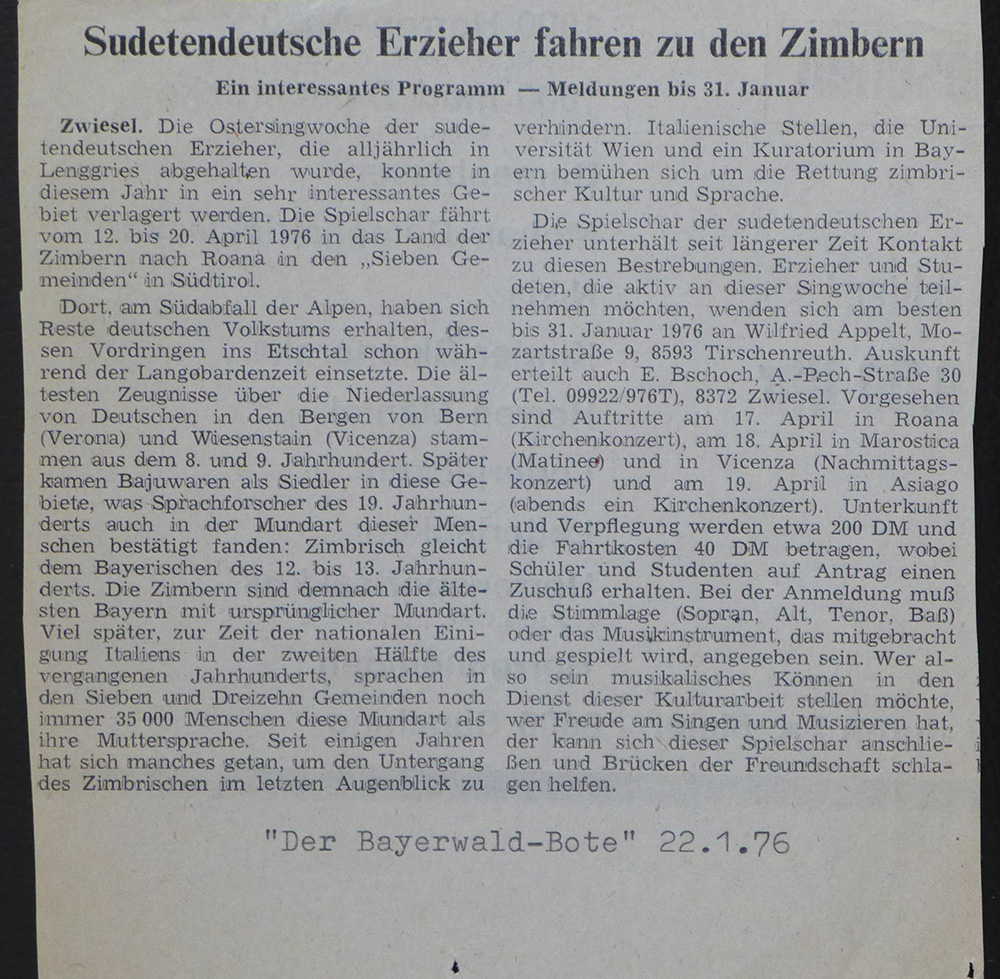 Sudetendeutsche Erzieher fahren zu den Zimbern
Ein interessantes Programm — Meldungen bis 31. Januar
Zwiesel. Die Ostersingwoche der sude-
tendeutschen Erzieher, die alljährlich in
Lenggries abgehalten wurde, konnte in
diesem Jahr in ein sehr interessantes Ge-
biet verlagert werden. Die Spielschar fährt
vom 12. bis 20. April 1976 in das Land der
Zimbern nach Roana in den „Sieben Ge-
meinden“ in Südtirol.
Dort, am Südabfall der Alpen, haben sich
Reste deutschen Volkstums erhalten, des-
sen Vordringen ins Etschtal schon wäh-
rend der Langobardenzeit einsetzte. Die äl-
testen Zeugnisse über die Niederlassung
von Deutschen in den Bergen von Bern
(Verona) und Wiesenstain (Vicenza) stam-
men aus dem 8. und 9. Jahrhundert. Später
kamen Bajuwaren als Siedler in diese Ge-
biete, was Sprachforscher des 19. Jahrhun-
derts auch in der Mundart dieser Men-
schen bestätigt fanden: Zimbrisch gleicht
dem Bayerischen des 12. bis 13. Jahrhun-
derts. Die Zimbern sind demnach die älte-
sten Bayern mit ursprünglicher Mundart.
Viel später, zur Zeit der nationalen Eini-
gung Italiens in der zweiten Hälfte des
vergangenen Jahrhunderts, sprachen in
den Sieben und Dreizehn Gemeinden noch
immer 35 000 Menschen diese Mundart als
ihre Muttersprache. Seit einigen Jahren
hat sich manches getan, um den Untergang
des Zimbrischen im letzten Augenblick zu
verhindern. Italienische Stellen, die Uni-
versität Wien und ein Kuratorium in Bay-
ern bemühen sich um die Rettung zimbri-
scher Kultur und Sprache.
Die Spielschar der sudetendeutschen Er-
zieher unterhält seit längerer Zeit Kontakt
zu diesen Bestrebungen. Erzieher und Stu-
deten, die aktiv an dieser Singwoche teil-
nehmen möchten, wenden sich am besten
bis 31. Januar 1976 an Wilfried Appelt, Mo-
zartstraße 9, 8593 Tirschenreuth. Auskunft
erteilt auch E. Bschoch, A.-Pech-Straße 30
(Tel. 09922/976T), 8372 Zwiesel. Vorgesehen
sind Auftritte am 17. April in Roana
(Kirchenkonzert), am 18. April in Marostica
(Matinee) und in Vicenza (Nachmittags-
konzert) und am 19. April in Asiago
(abends ein Kirchenkonzert). Unterkunft
und Verpflegung werden etwa 200 DM und
die Fahrtkosten 40 DM betragen, wobei
Schüler und Studenten auf Antrag einen
Zuschuß erhalten. Bei der Anmeldung muß
die Stimmlage (Sopran, Alt, Tenor, Baß)
oder das Musikinstrument, das mitgebracht
und gespielt wird, angegeben sein. Wer al-
so sein musikalisches Können in den
Dienst dieser Kulturarbeit stellen möchte,
wer Freude am Singen und Musizieren hat,
der kann sich dieser Spielschar anschlie-
ßen und Brücken der Freundschaft schla-
gen helfen.
"Der Bayerwald-Bote" 22.1.76